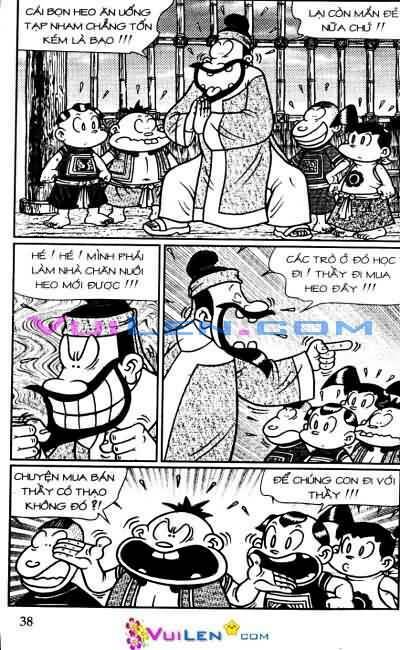 CÁI BỌN HEO ĂN UỐNG
TẠP NHAM CHẲNG TỐN
KÉM LÀ BAO !!!
LẠI CÒN MẮN ĐẺ
NỮA CHỨ !!
HÉ ! HÉ ! MÌNH PHẢI
LÀM NHÀ CHĂN NUÔI
HEO MỚI ĐƯỢC !!!
CÁC TRÒ Ở ĐÓ HỌC
ĐI ! THẦY ĐI MUA
HEO ĐÂY !!!
VUILEN.COM
CHUYỆN MUA BÁN
THẦY CÓ THẠO
KHÔNG ĐÓ ?!
ĐỂ CHÚNG CON ĐI VỚI
THẦY !!!
38
VUILEN.COM